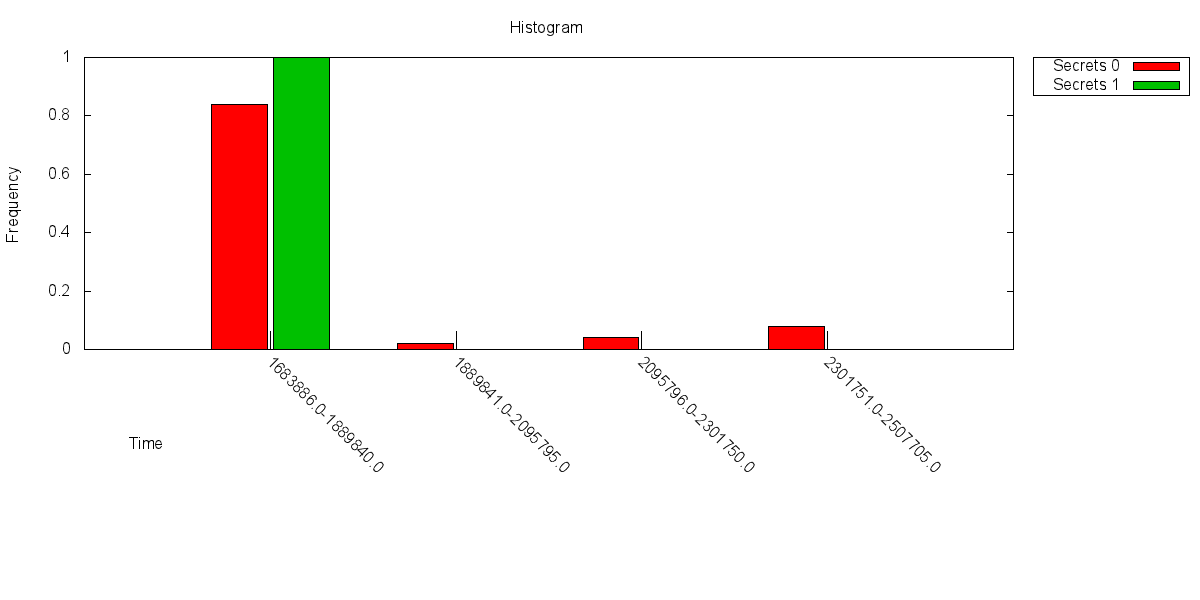 Histogram
Secrets 0
Secrets 1
Frequency
1
0.8
0.6
0.4
0.2
0
1683886.0-1889840.0
1889841.0-2095795.0
2095796.0-2301750.0
2301751.0-2507705.0
Time